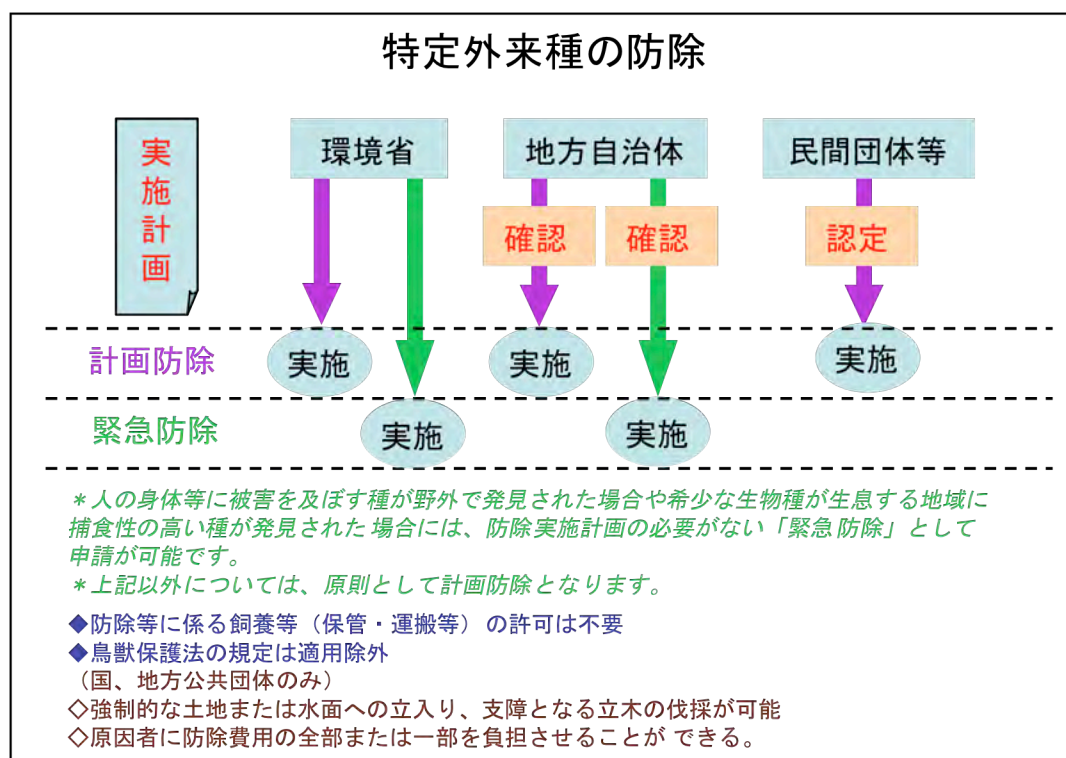 特定外来種の防除
実施計画
環境省
地方自治体
民間団体等
確認
確認
認定
計画防除
実施
実施
実施
緊急防除
実施
実施
＊人の身体等に被害を及ぼす種が野外で発見された場合や希少な生物種が生息する地域に
捕食性の高い種が発見された 場合には、防除実施計画の必要がない「緊急 防除」として
申請が可能です。
＊上記以外については、原則として計画防除となります。
◆防除等に係る飼養等（保管・運搬等）の許可は不要
◆鳥獣保護法の規定は適用除外
（国、地方公共団体のみ）
◇強制的な土地または水面への立入り、支障となる立木の伐採が可能
◇原因者に防除費用の全部または一部を負担させることが できる。